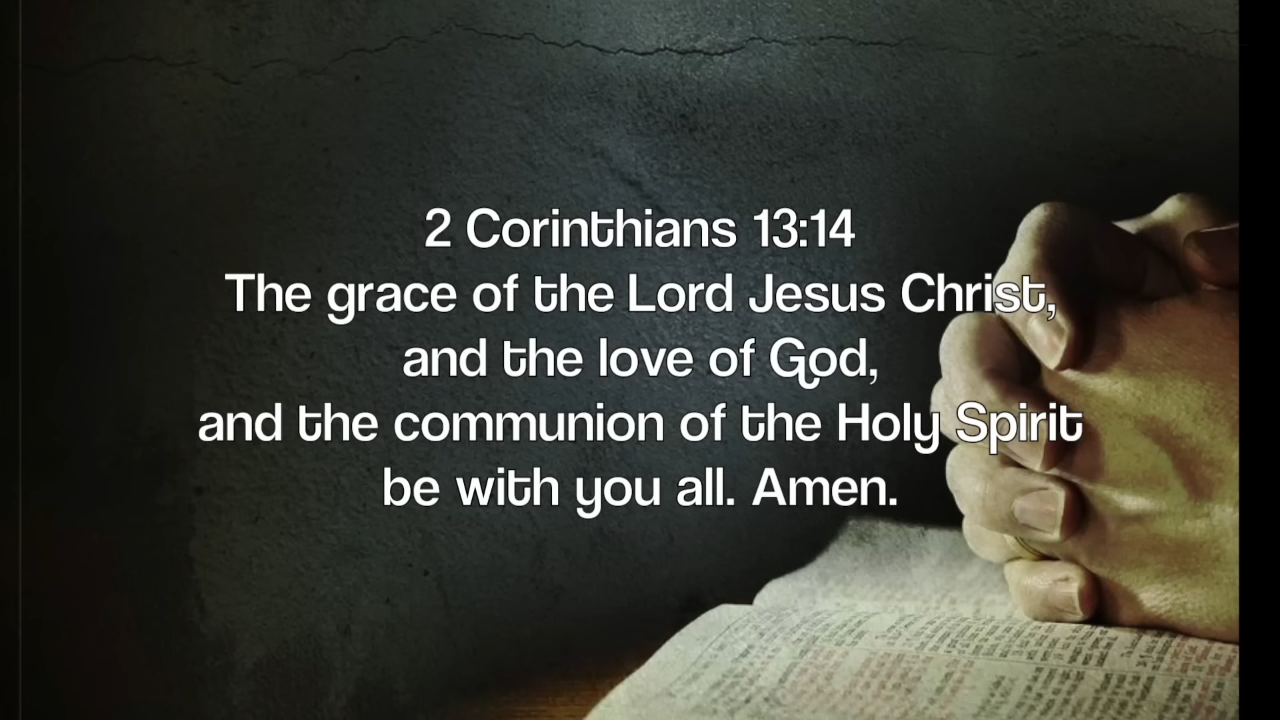 2 Corinthians 13:14
The grace of the Lord Jesus Christ,
and the love of God,
and the communion of the Holy Spirit
be with you all. Amen.